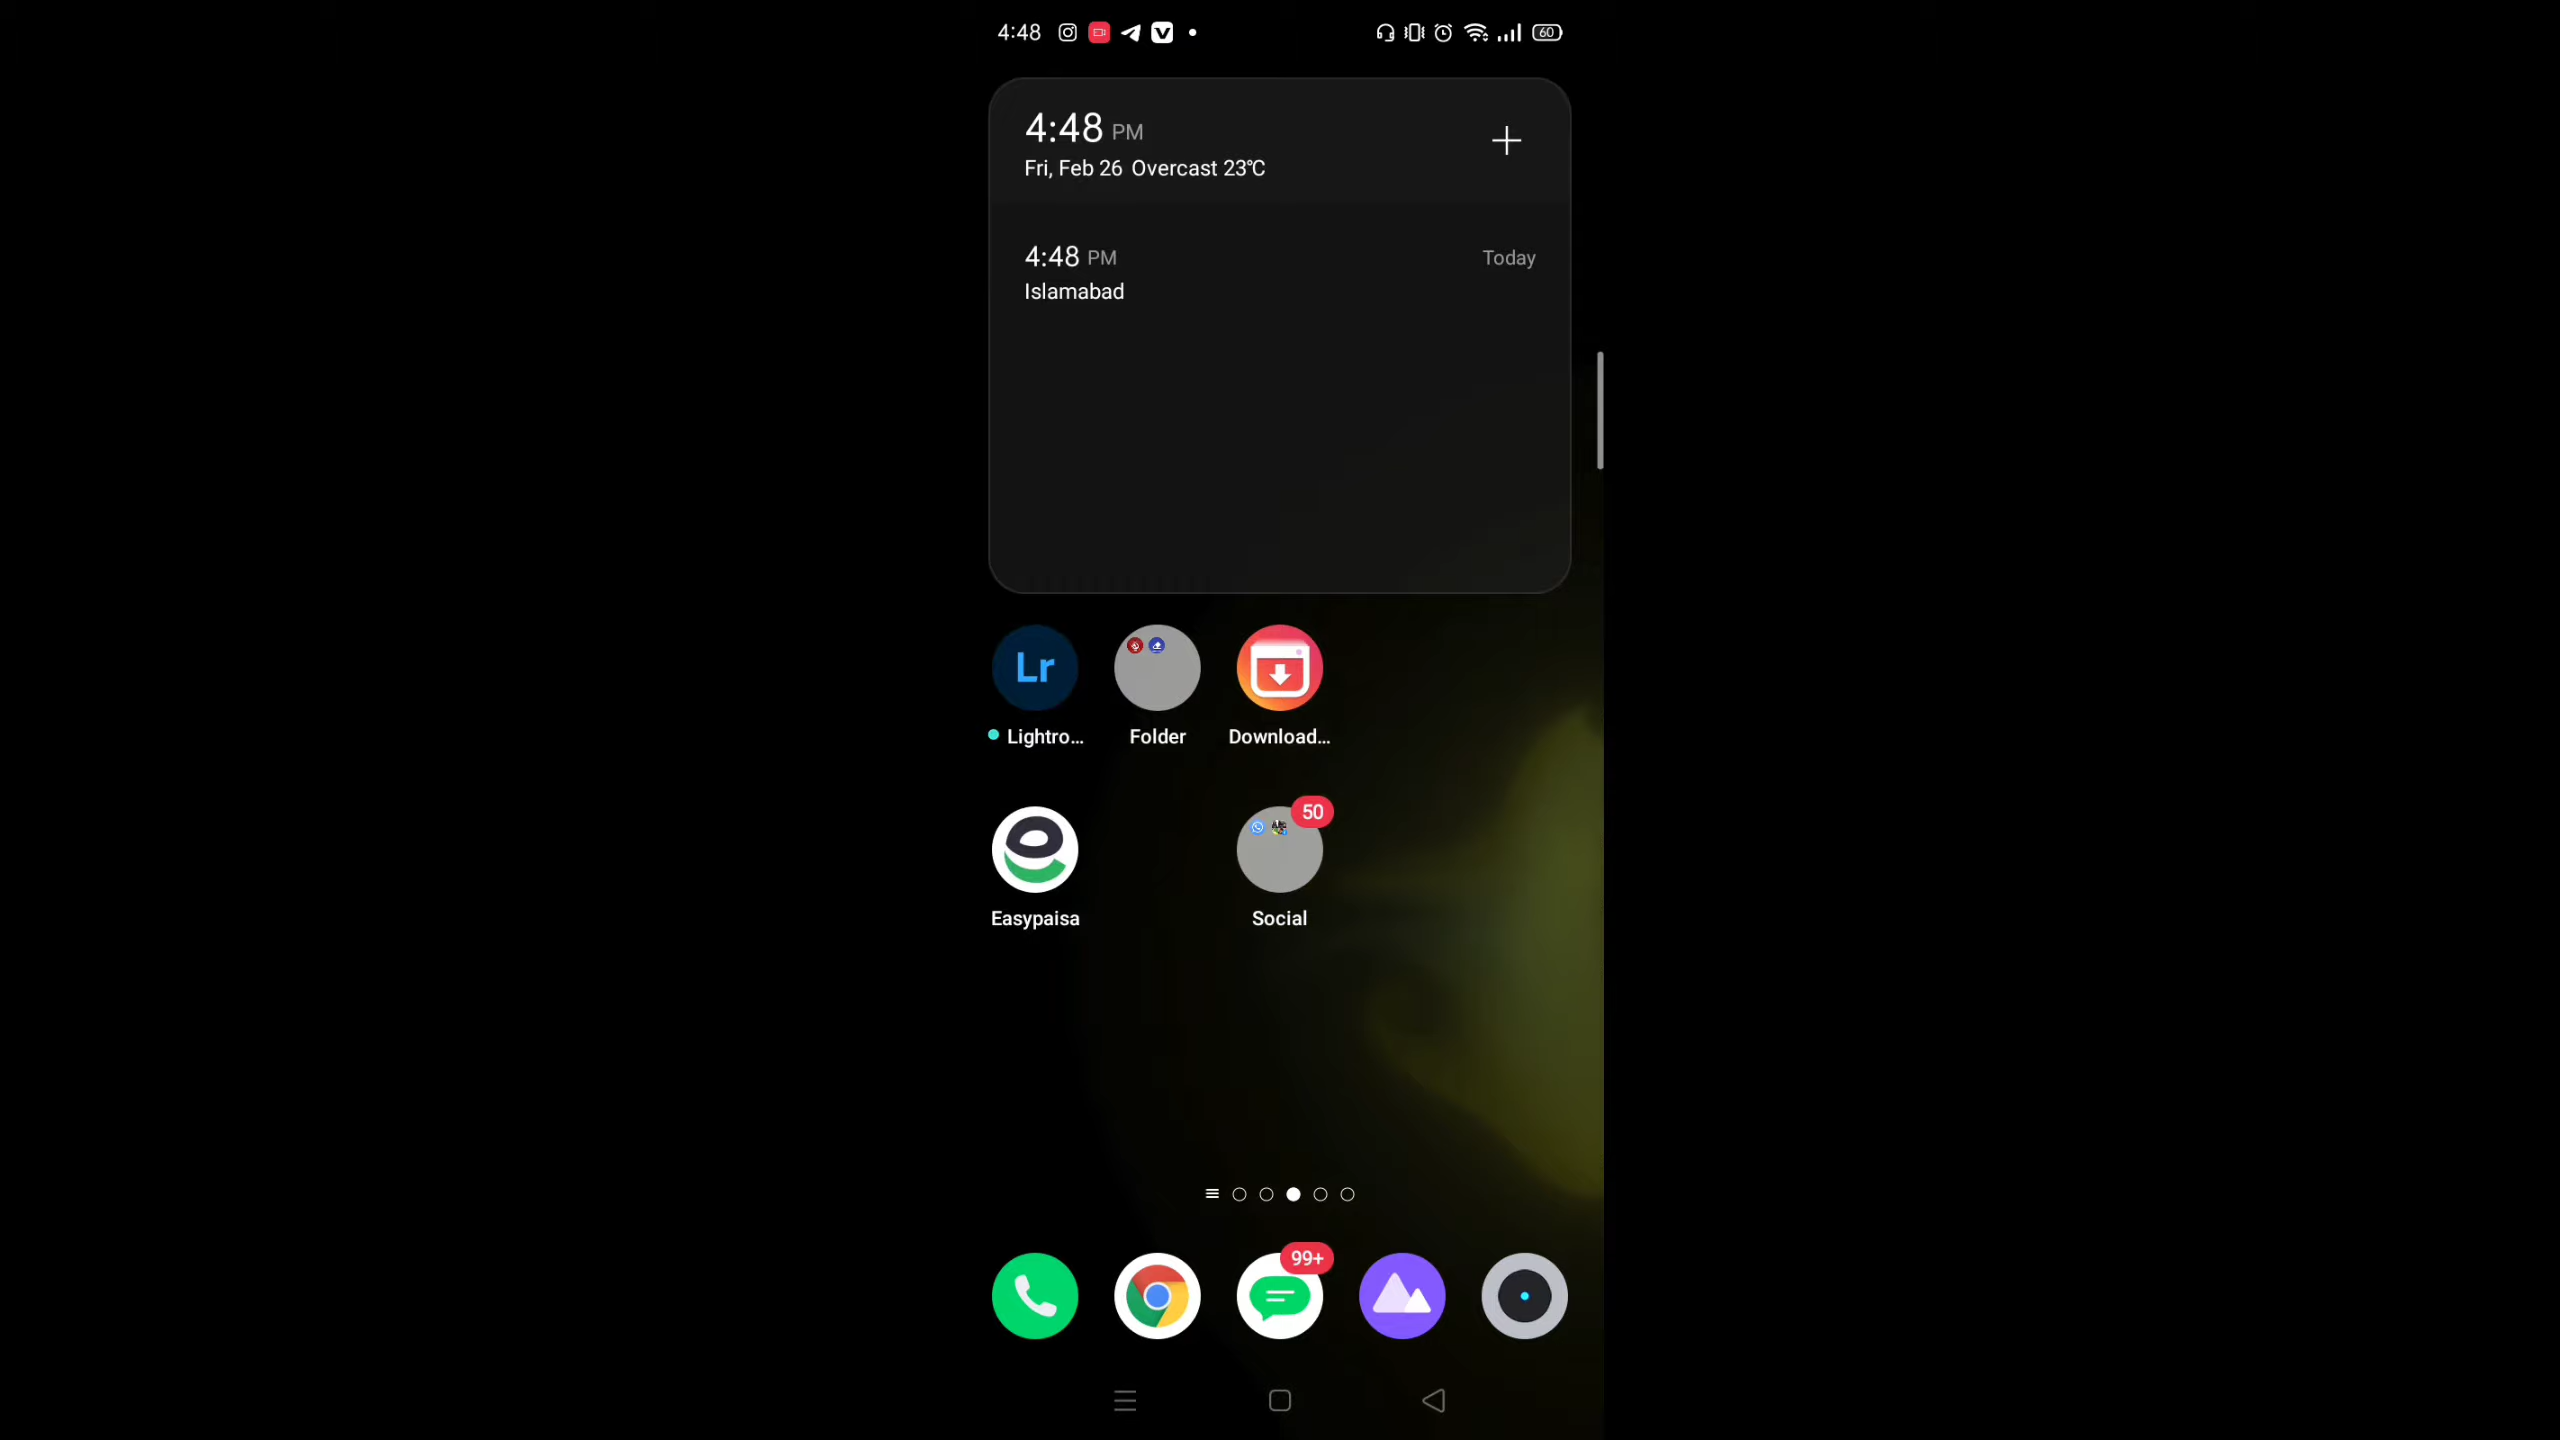 4:48
60
4:48 PM
Fri, Feb 26 Overcast 23℃
4:48 PM
Today
Islamabad
Lr
Lightro...
Folder
Download...
50
Easypaisa
Social
99+